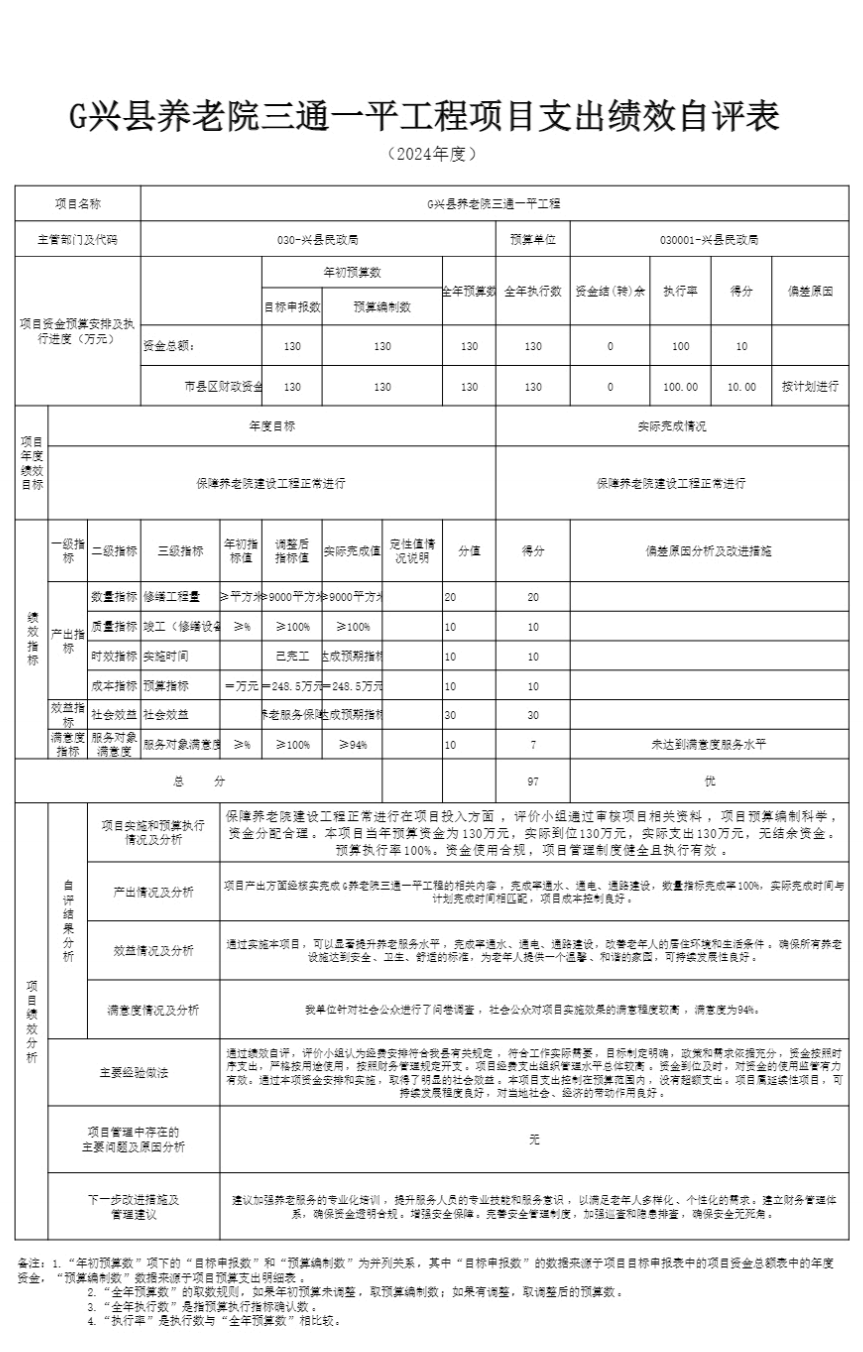 G兴县养老院三通一平工程项目支出绩效自评表
（2024年度）
项目名称 G兴县养老院三通一平工程
主管部门及代码 030-兴县民政局 预算单位 030001-兴县民政局
项目资金预算安排及执
行进度（万元）
年初预算数 全年预算数 全年执行数 资金结(转)余 执行率 得分 偏差原因
目标申报数 预算编制数
资金总额： 130 130 130 130 0 100 10
市县区财政资金 130 130 130 130 0 100.00 10.00 按计划进行
项目
年度
绩效
目标
年度目标 实际完成情况
保障养老院建设工程正常进行 保障养老院建设工程正常进行
绩
效
指
标
一级指
标
二级指标 三级指标
年初指
标值
调整后
指标值
实际完成值
定性值情
况说明
分值 得分 偏差原因分析及改进措施
产出指
标
数量指标 修缮工程量 ≥平方米 ≥9000平方米 ≥9000平方米 20 20
质量指标 竣工（修缮设备 ≥% ≥100% ≥100% 10 10
时效指标 实施时间 已完工 达成预期指标 10 10
成本指标 预算指标 ＝万元 ＝248.5万元 ＝248.5万元 10 10
效益指
标
社会效益 社会效益 养老服务保障 达成预期指标 30 30
满意度
指标
服务对象
满意度
服务对象满意度 ≥% ≥100% ≥94% 10 7 未达到满意度服务水平
总 分 97 优
项
目
绩
效
分
析
自
评
结
果
分
析
项目实施和预算执行
情况及分析
保障养老院建设工程正常进行在项目投入方面，评价小组通过审核项目相关资料，项目预算编制科学，
资金分配合理。本项目当年预算资金为130万元，实际到位130万元，实际支出130万元，无结余资金。
预算执行率100%。资金使用合规，项目管理制度健全且执行有效。
产出情况及分析
项目产出方面经核实完成G养老院三通一平工程的相关内容，完成率通水、通电、通路建设，数量指标完成率100%，实际完成时间与
计划完成时间相匹配，项目成本控制良好。
效益情况及分析
通过实施本项目，可以显著提升养老服务水平，完成率通水、通电、通路建设，改善老年人的居住环境和生活条件。确保所有养老
设施达到安全、卫生、舒适的标准，为老年人提供一个温馨、和谐的家园，可持续发展性良好。
满意度情况及分析 我单位针对社会公众进行了问卷调查，社会公众对项目实施效果的满意程度较高，满意度为94%。
主要经验做法
通过绩效自评，评价小组认为经费安排符合我县有关规定，符合工作实际需要，目标制定明确，政策和需求依据充分，资金按照时
序支出，严格按用途使用，按照财务管理规定开支。项目经费支出组织管理水平总体较高。资金到位及时，对资金的使用监管有力
有效。通过本项资金安排和实施，取得了明显的社会效益。本项目支出控制在预算范围内，没有超额支出。项目属延续性项目，可
持续发展程度良好，对当地社会、经济的带动作用良好。
项目管理中存在的
主要问题及原因分析
无
下一步改进措施及
管理建议
建议加强养老服务的专业化培训，提升服务人员的专业技能和服务意识，以满足老年人多样化、个性化的需求。建立财务管理体
系，确保资金透明合规。增强安全保障。完善安全管理制度，加强巡查和隐患排查，确保安全无死角。
备注：1.“年初预算数”项下的“目标申报数”和“预算编制数”为并列关系，其中“目标申报数”的数据来源于项目目标申报表中的项目资金总额表中的年度
资金，“预算编制数”数据来源于项目预算支出明细表。
2.“全年预算数”的取数规则，如果年初预算未调整，取预算编制数；如果有调整，取调整后的预算数。
3.“全年执行数”是指预算执行指标确认数。
4.“执行率”是执行数与“全年预算数”相比较。